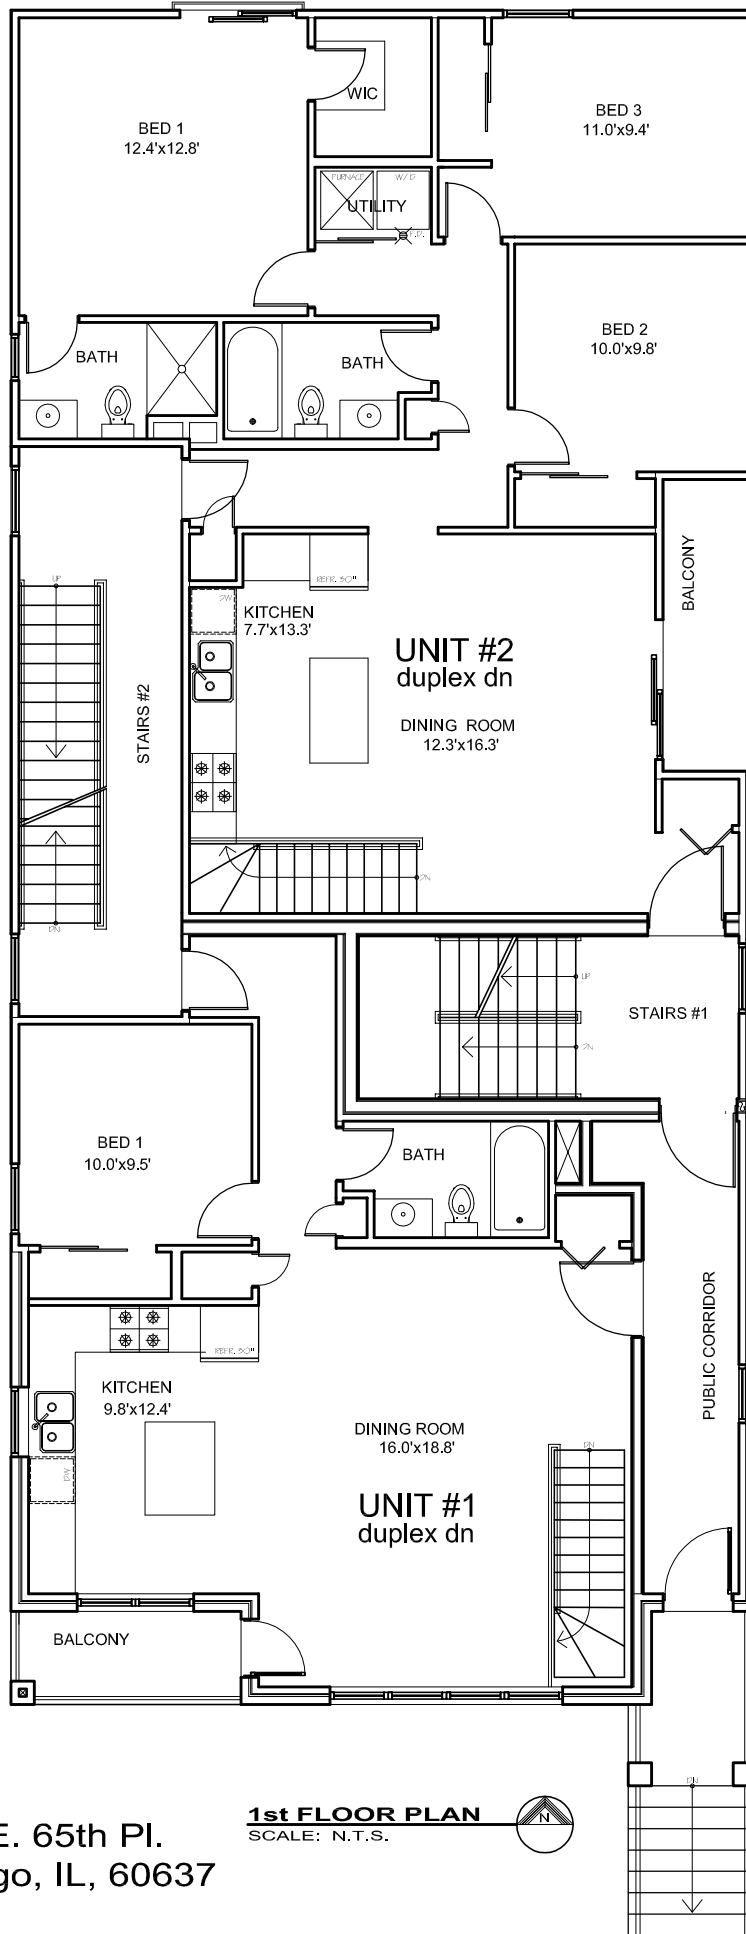 WIC
BED 1
12.4'x12.8'
BED 3
11.0'x9.4'
FURNACE
W/D
UTILITY
F.D.
BED 2
10.0'x9.8'
BATH
BATH
UP
STAIRS #2
DN
REFR. 30"
DW
KITCHEN
7.7'x13.3'
UNIT #2
duplex dn
DINING ROOM
12.3'x16.3'
BALCONY
DN
UP
STAIRS #1
DN
BED 1
10.0'x9.5'
BATH
PUBLIC CORRIDOR
REFR. 30"
KITCHEN
9.8'x12.4'
DW
DINING ROOM
16.0'x18.8'
DN
UNIT #1
duplex dn
BALCONY
DN
1st FLOOR PLAN
SCALE: N.T.S.
N
E. 65th Pl.
go, IL, 60637